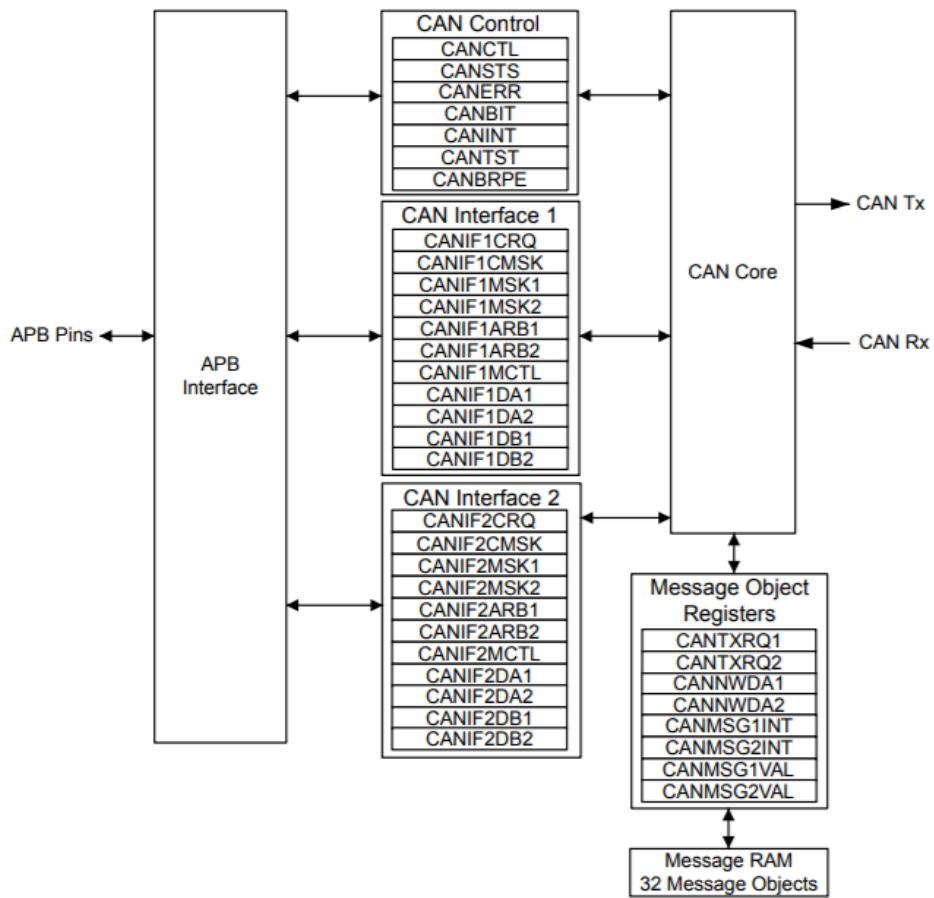 CAN Control
CANCTL
CANSTS
CANERR
CANBIT
CANINT
CANTST
CANBRPE
CAN Interface 1
CANIF1CRQ
CANIF1CMSK
CANIF1MSK1
CANIF1MSK2
CANIF1ARB1
CANIF1ARB2
CANIF1MCTL
CANIF1DA1
CANIF1DA2
CANIF1DB1
CANIF1DB2
CAN Interface 2
CANIF2CRQ
CANIF2CMSK
CANIF2MSK1
CANIF2MSK2
CANIF2ARB1
CANIF2ARB2
CANIF2MCTL
CANIF2DA1
CANIF2DA2
CANIF2DB1
CANIF2DB2
APB Pins
APB
Interface
CAN Core
CAN Tx
CAN Rx
Message Object
Registers
CANTXRQ1
CANTXRQ2
CANNWDA1
CANNWDA2
CANMSG1INT
CANMSG2INT
CANMSG1VAL
CANMSG2VAL
Message RAM
32 Message Objects